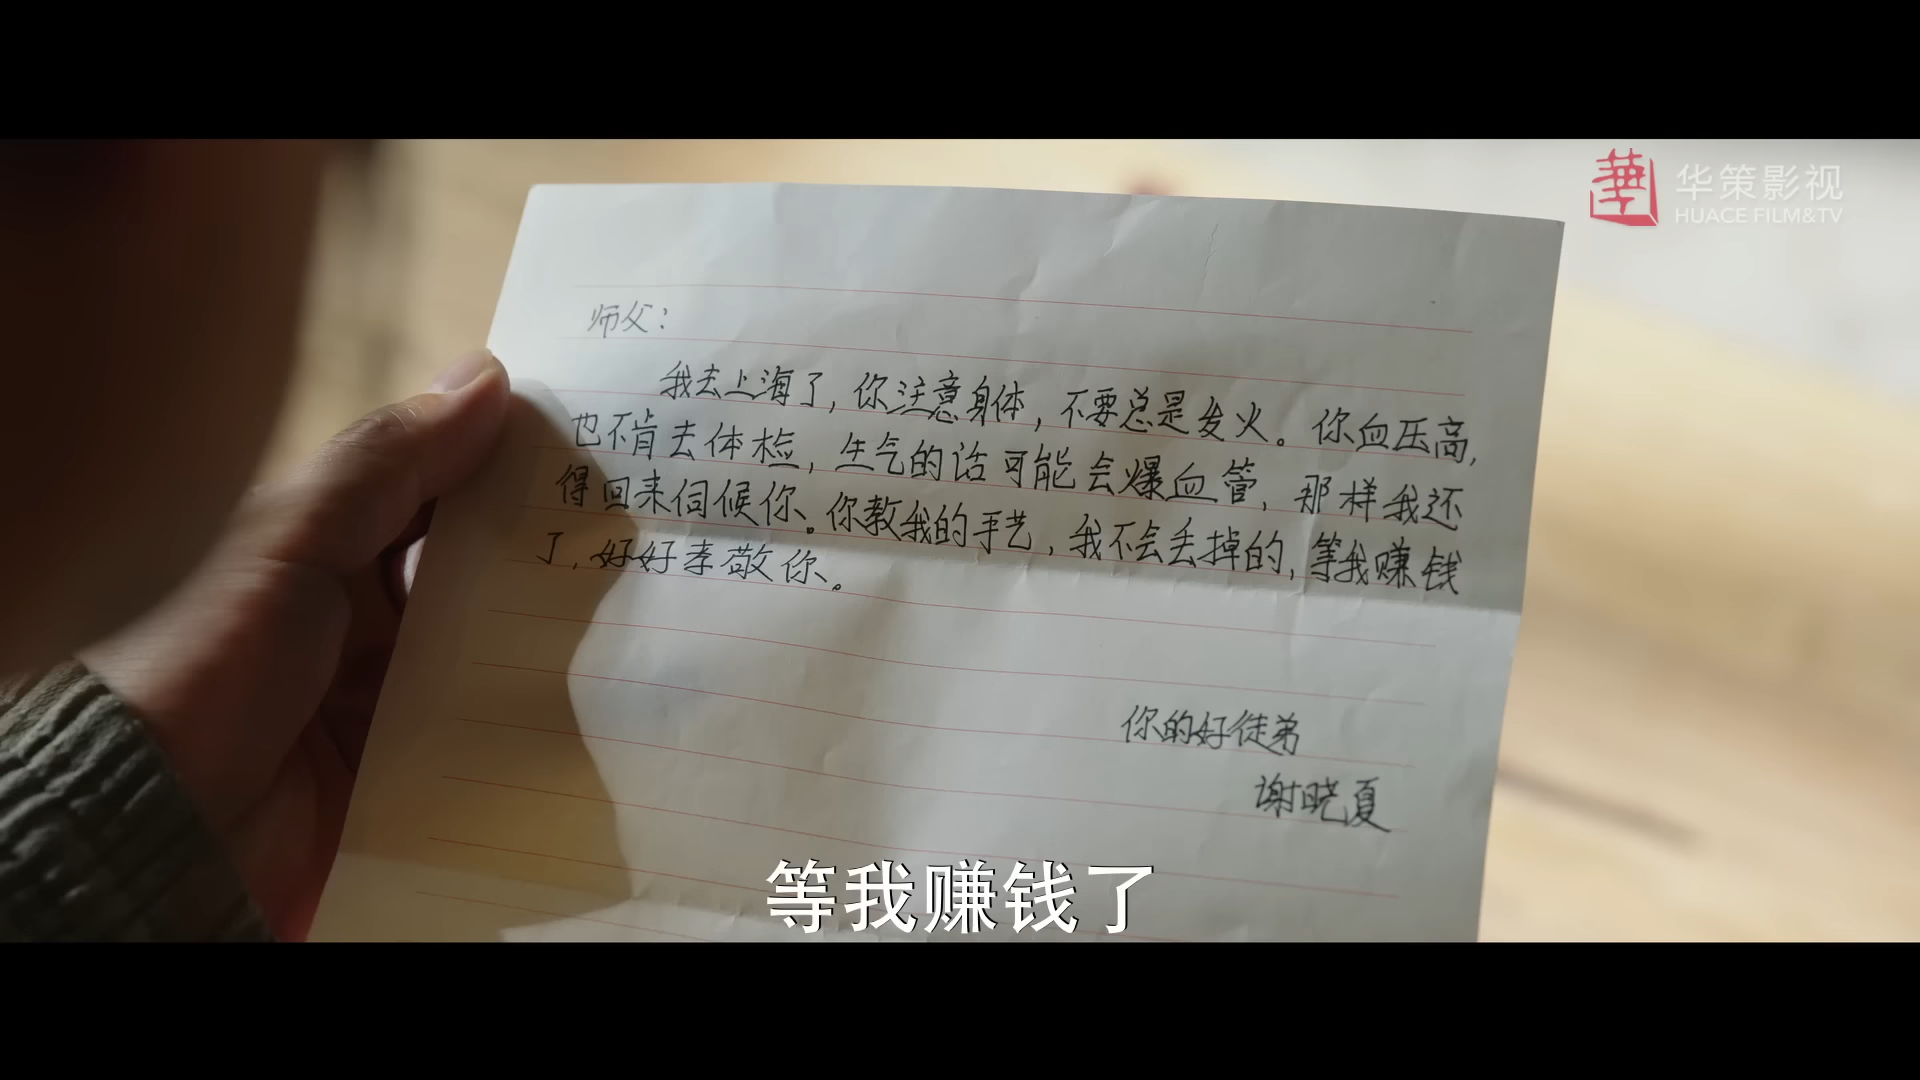 华策影视
HUACE FILM&TV
师父：
我去上海了，你注意身体，不要总是发火。你血压高，
也不肯去体检，生气的话可能会爆血管，那样我还
得回来伺候你。你教我的手艺，我不会丢掉的，等我赚钱
了，好好孝敬你。
你的好徒弟
谢晓夏
等我赚钱了